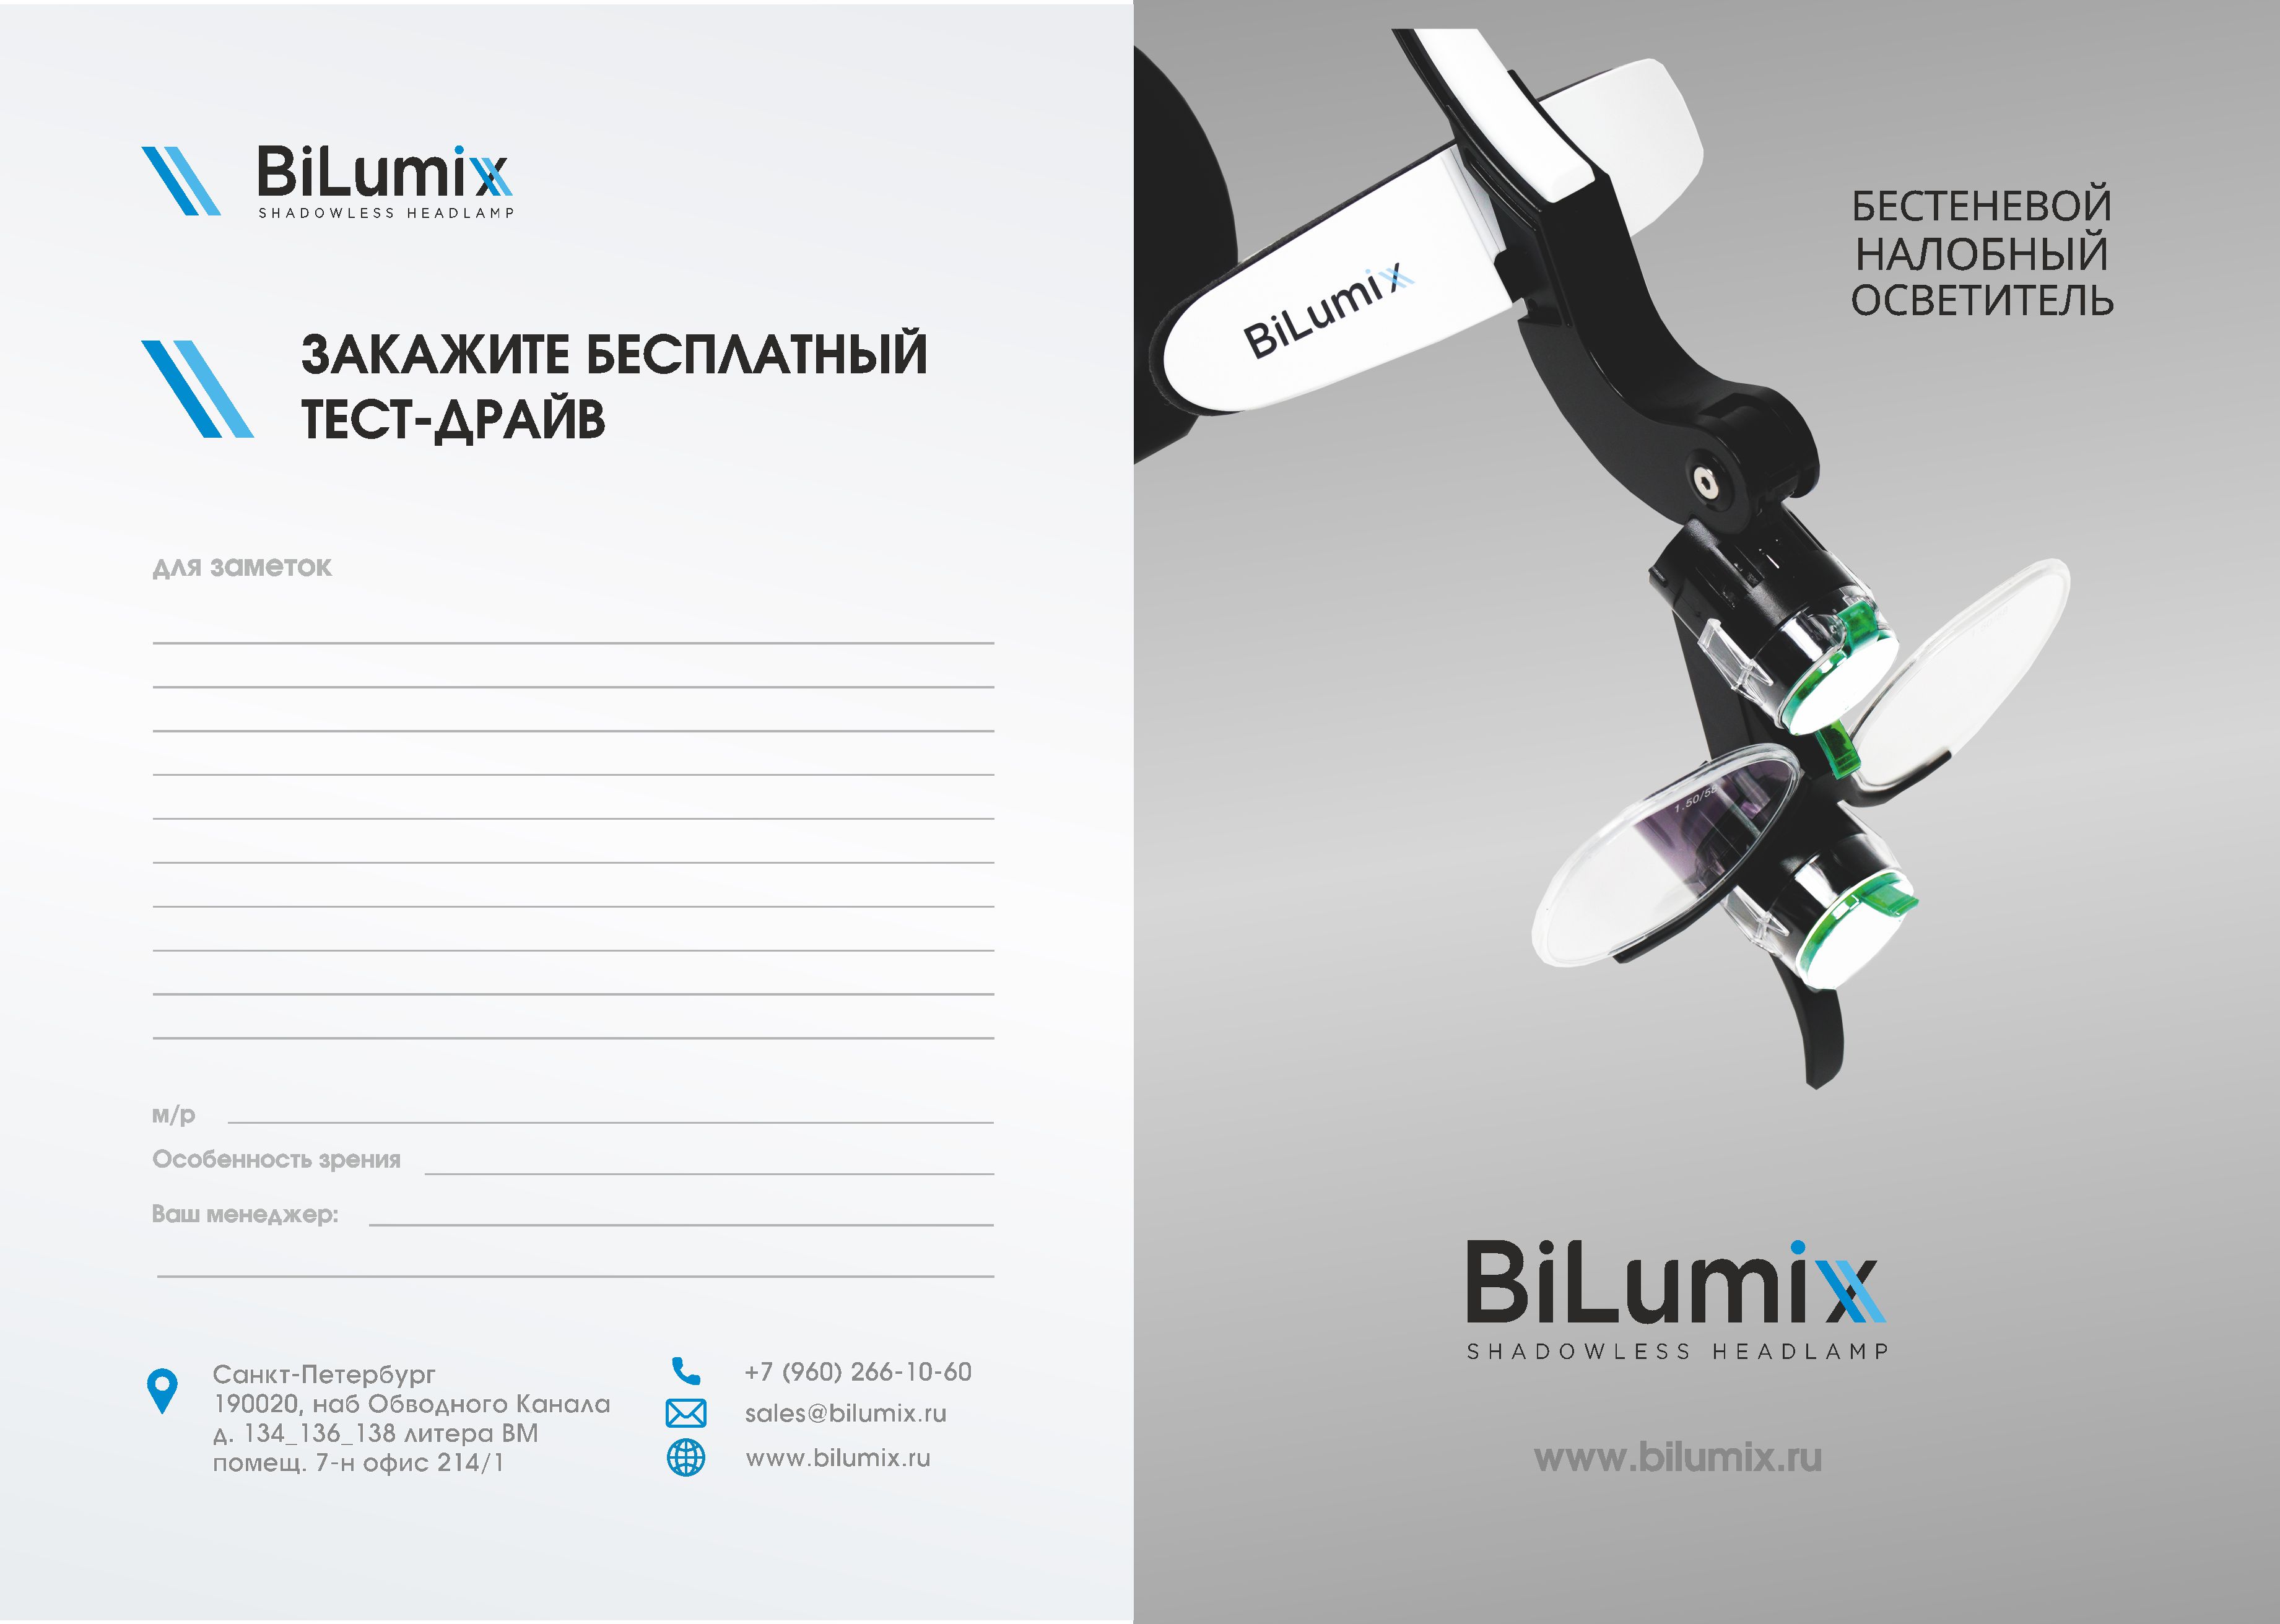 BiLumix
SHADOWLESS HEADLAMP
ЗАКАЖИТЕ БЕСПЛАТНЫЙ
ТЕСТ-ДРАЙВ
для заметок
м/р
Особенность зрения
Ваш менеджер:
Санкт-Петербург
190020, наб Обводного Канала
д. 134_136_138 литера ВМ
помещ. 7-н офис 214/1
+7 (960) 266-10-60
sales@bilumix.ru
www.bilumix.ru
БЕСТЕНЕВОЙ
НАЛОБНЫЙ
ОСВЕТИТЕЛЬ
BiLumix
BiLumix
SHADOWLESS HEADLAMP
www.bilumix.ru